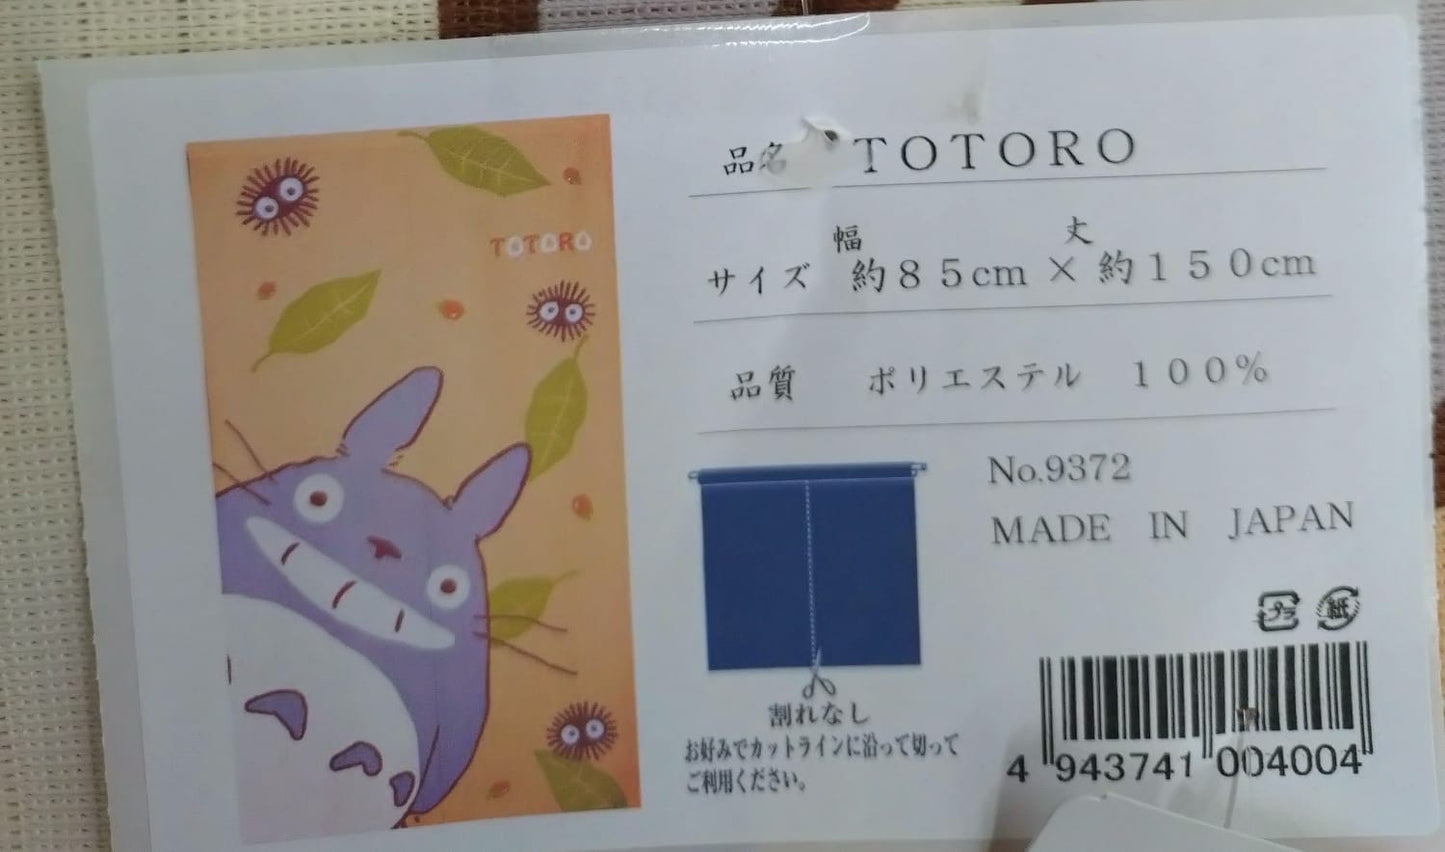 TOTORO
品名 TOTORO
幅 丈
サイズ 約85cm × 約150cm
品質 ポリエステル 100%
No.9372
MADE IN JAPAN
プラ 紙
割れなし
お好みでカットラインに沿って切って
ご利用ください。
4 943741 004004